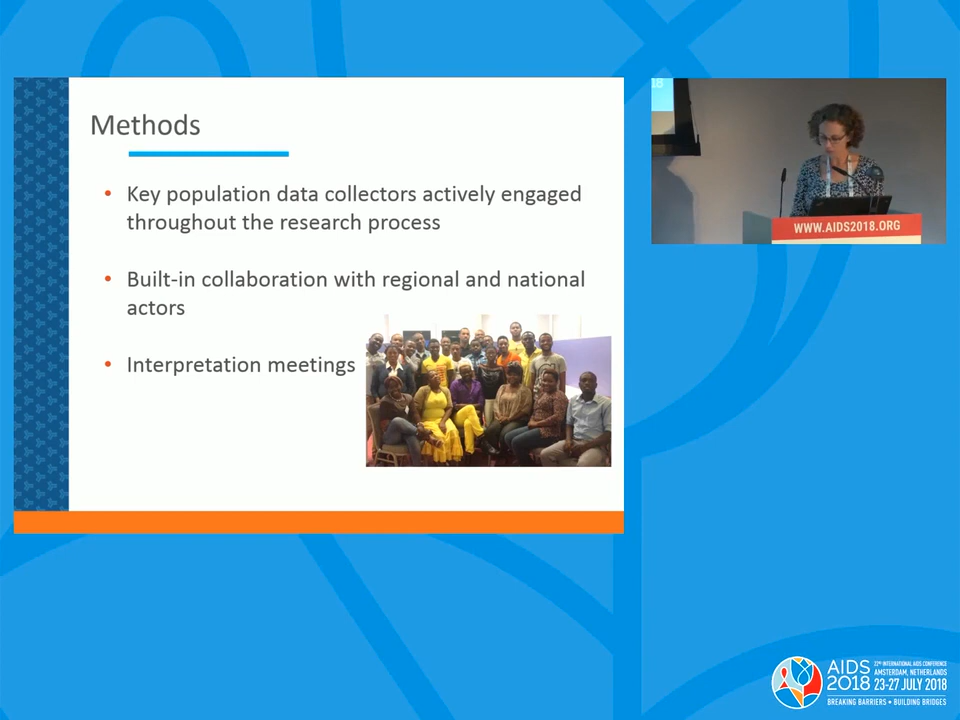 Methods
• Key population data collectors actively engaged
throughout the research process
• Built-in collaboration with regional and national
actors
• Interpretation meetings
WWW.AIDS2018.ORG
AIDS
2018
22ND INTERNATIONAL AIDS CONFERENCE
AMSTERDAM, NETHERLANDS
23-27 JULY 2018
BREAKING BARRIERS • BUILDING BRIDGES